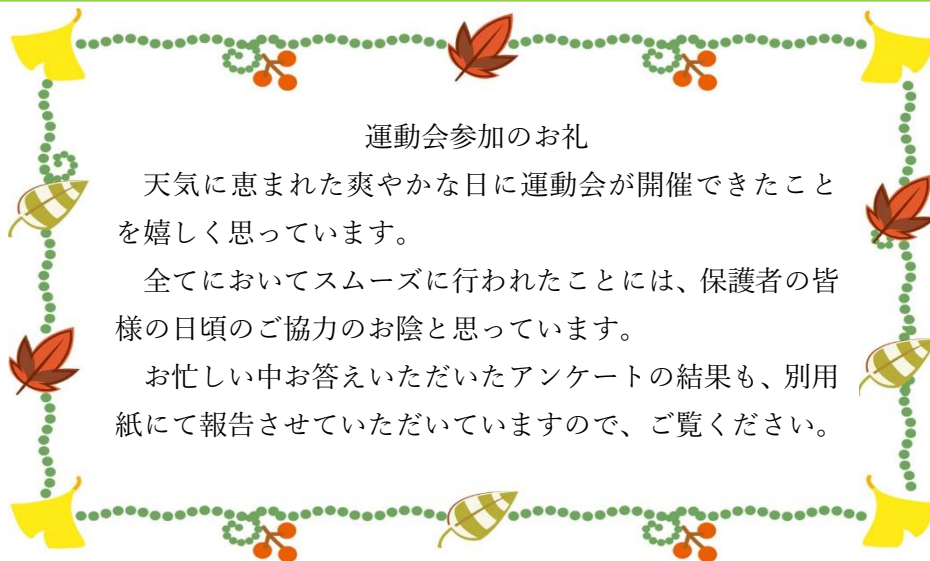 運動会参加のお礼
天気に恵まれた爽やかな日に運動会が開催できたこと
を嬉しく思っています。
全てにおいてスムーズに行われたことには、保護者の皆
様の日頃のご協力のお陰と思っています。
お忙しい中お答えいただいたアンケートの結果も、別用
紙にて報告させていただいていますので、ご覧ください。